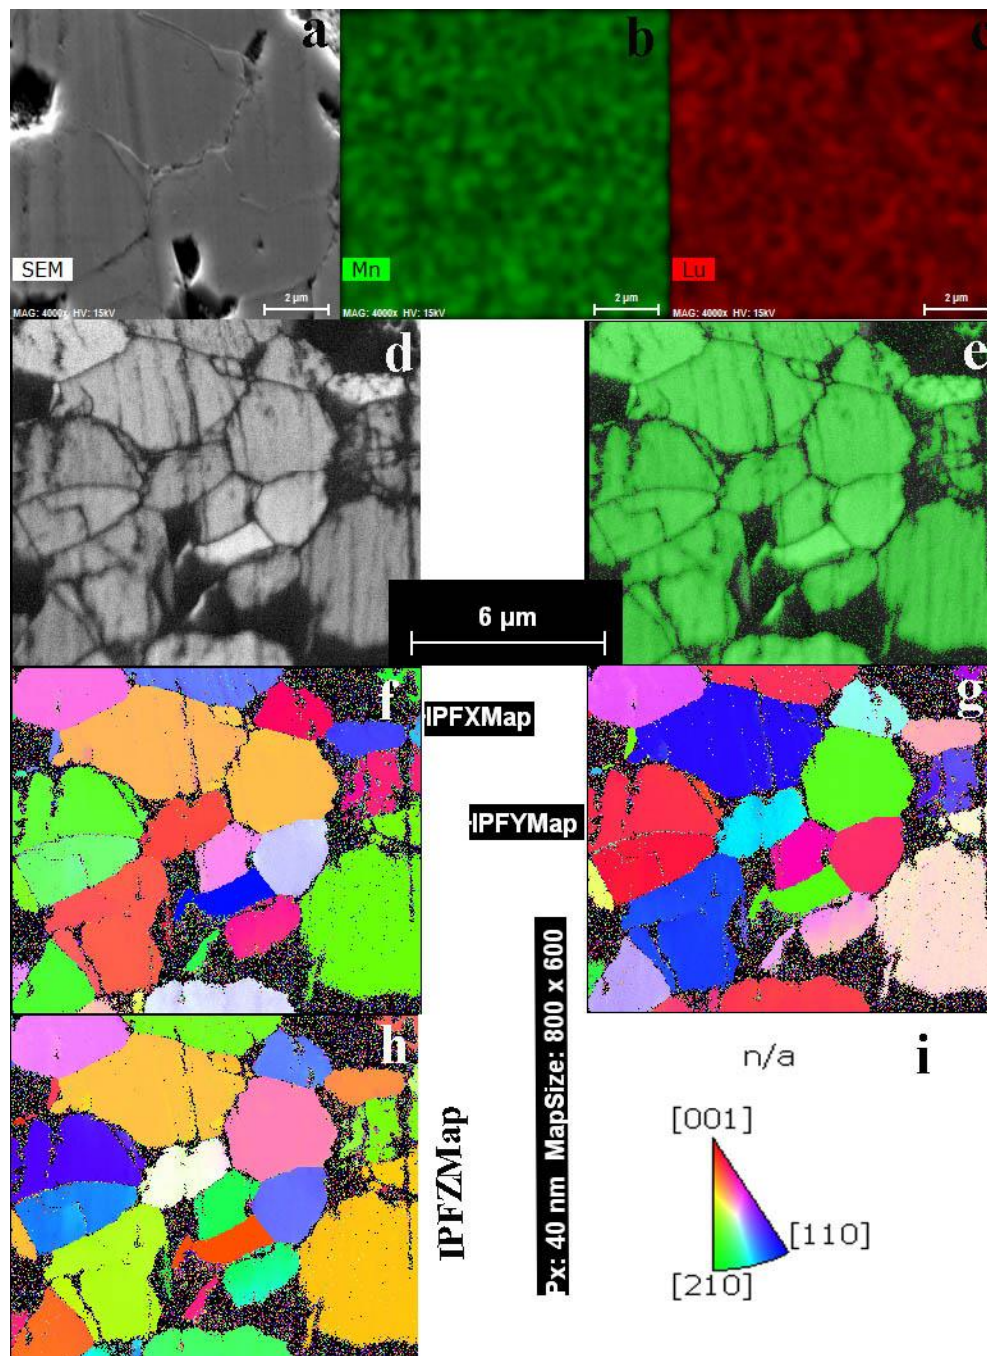 a
b
c
SEM
Mn
Lu
2 µm
2 µm
2 µm
MAG: 4000x HV: 15kV
MAG: 4000x HV: 15kV
MAG: 4000x HV: 15kV
d
e
6 µm
f
IPFXMap
g
IPFYMap
h
IPFZMap
Px: 40 nm MapSize: 800 x 600
n/a
i
[001]
[110]
[210]